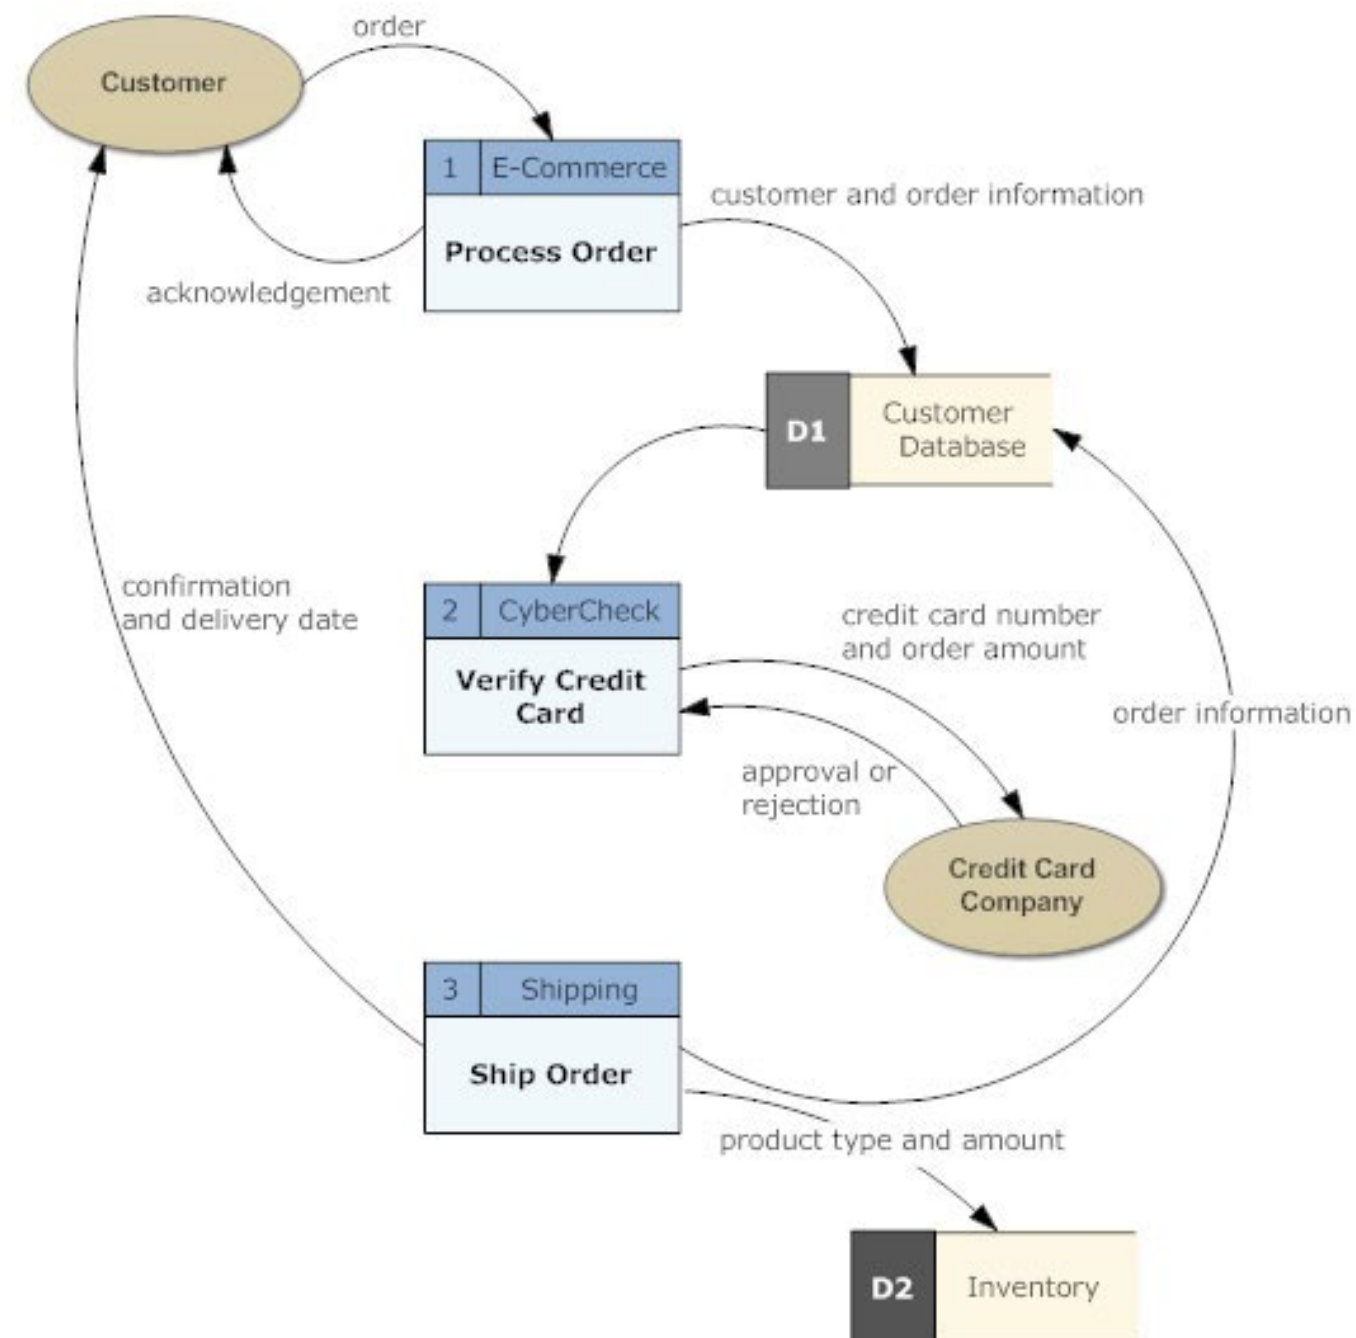 order
Customer
1 E-Commerce
Process Order
customer and order information
acknowledgement
D1
Customer
Database
confirmation
and delivery date
2 CyberCheck
Verify Credit
Card
credit card number
and order amount
order information
approval or
rejection
Credit Card
Company
3 Shipping
Ship Order
product type and amount
D2 Inventory